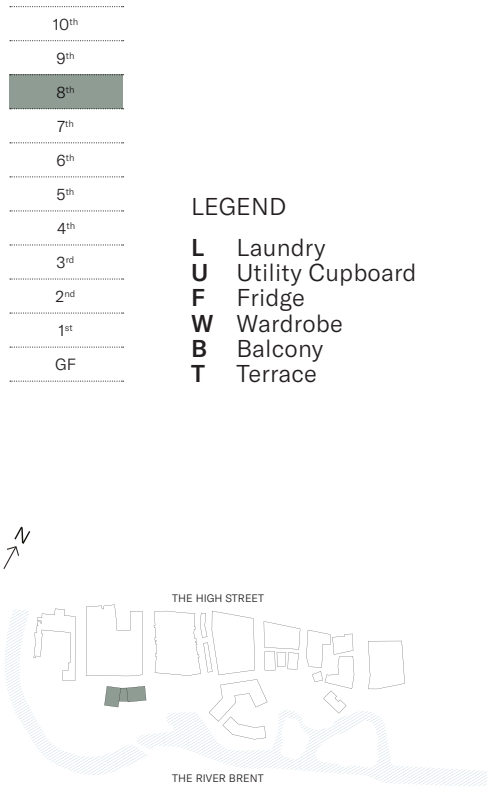 10th
9th
8th
7th
6th
5th
4th
3rd
2nd
1st
GF
LEGEND
L Laundry
U Utility Cupboard
F Fridge
W Wardrobe
B Balcony
T Terrace
N
THE HIGH STREET
THE RIVER BRENT